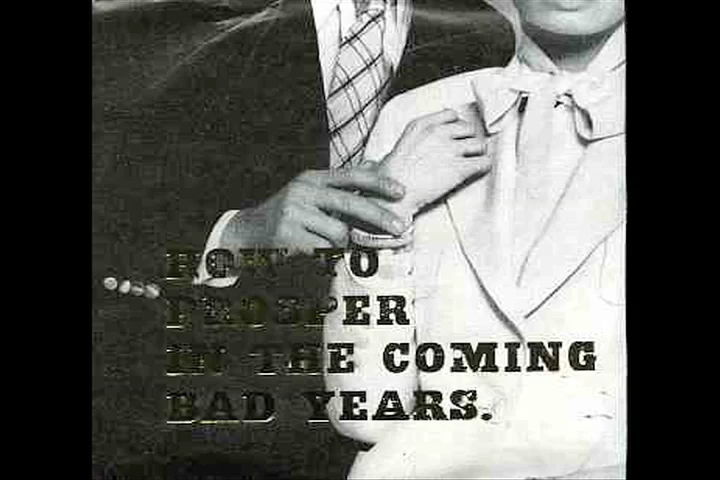 HOW TO
PROSPER
IN THE COMING
BAD YEARS.